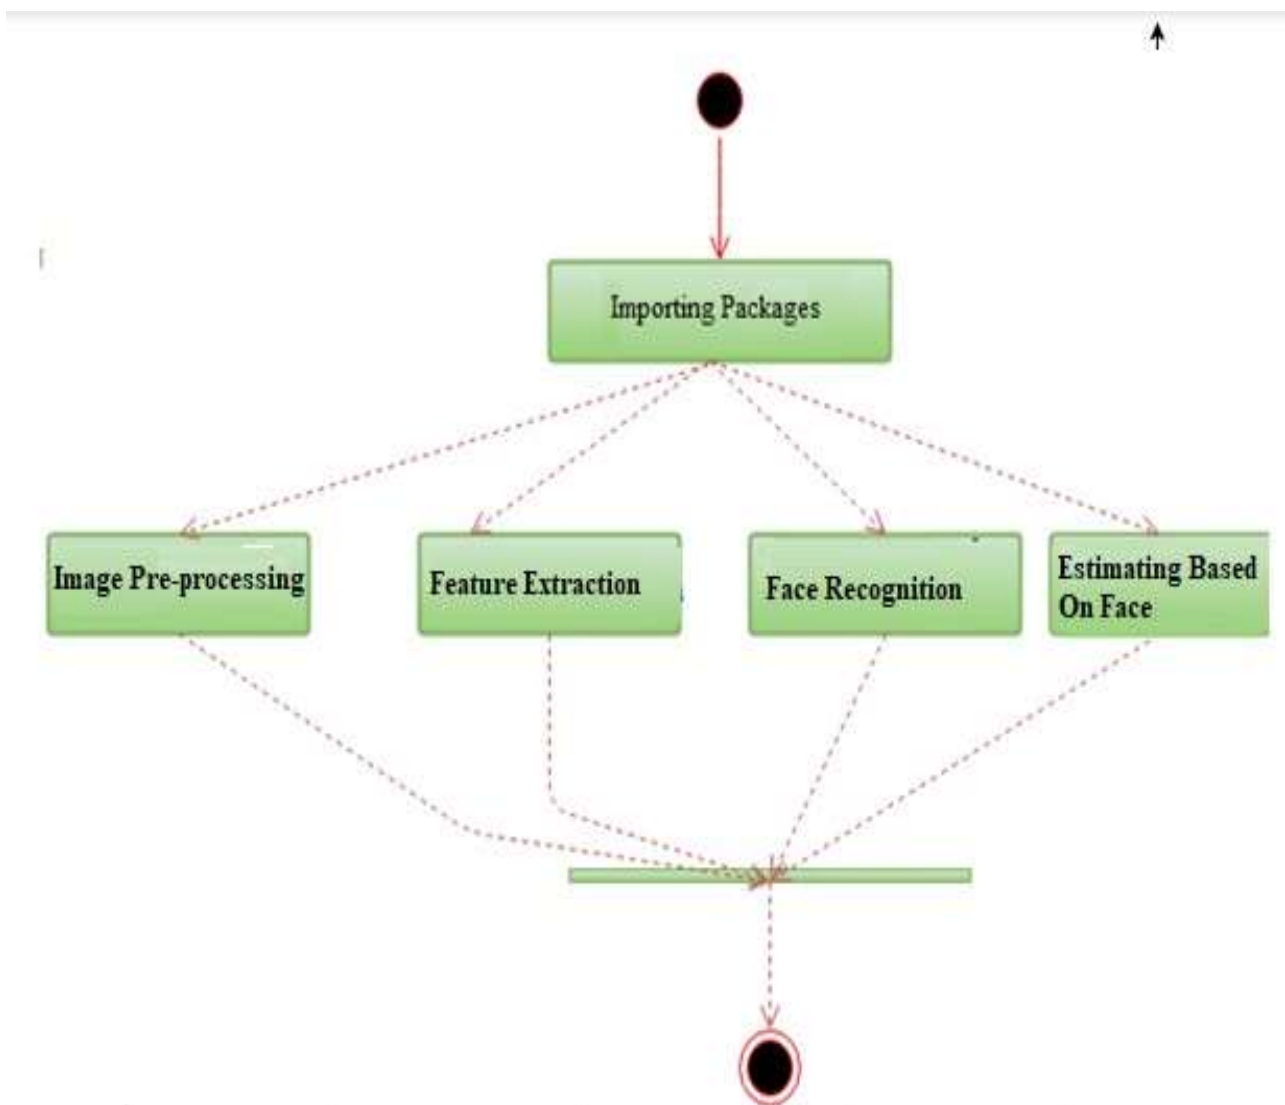 Importing Packages
Image Pre-processing
Feature Extraction
Face Recognition
Estimating Based
On Face